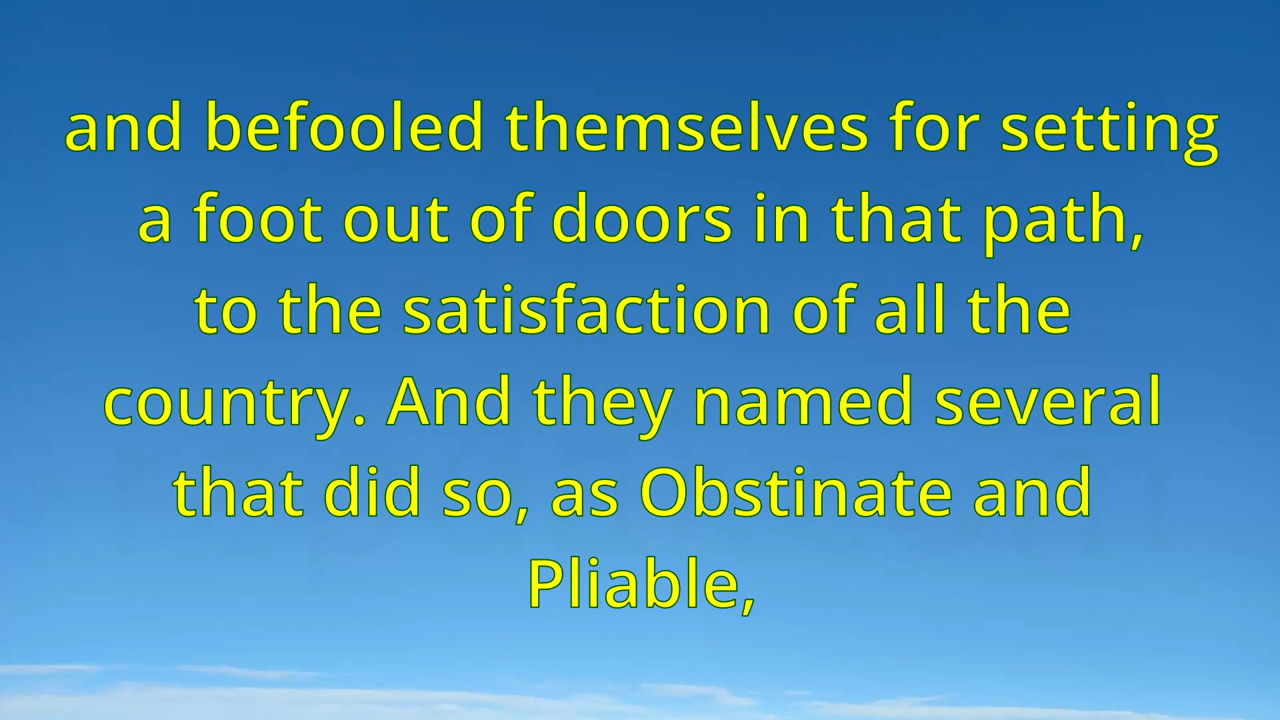 and befooled themselves for setting
a foot out of doors in that path,
to the satisfaction of all the
country. And they named several
that did so, as Obstinate and
Pliable,